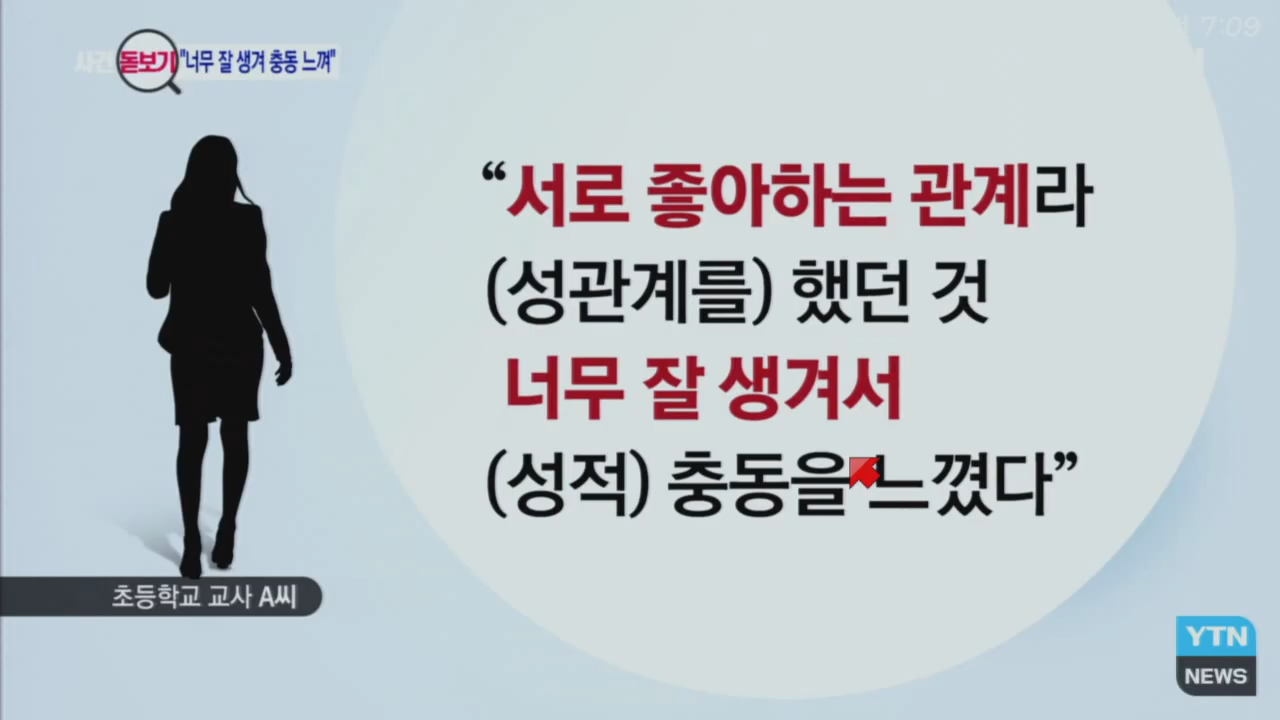 사건 돋보기 "너무 잘 생겨 충동 느껴"
7:09
“서로 좋아하는 관계라
(성관계를) 했던 것
너무 잘 생겨서
(성적) 충동을 느꼈다”
초등학교 교사 A씨
YTN
NEWS